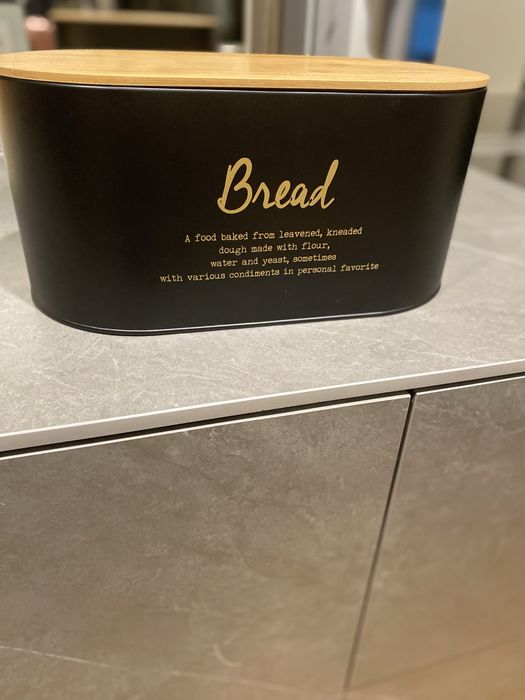 Bread
A food baked from leavened, kneaded
dough made with flour,
water and yeast, sometimes
with various condiments in personal favorite